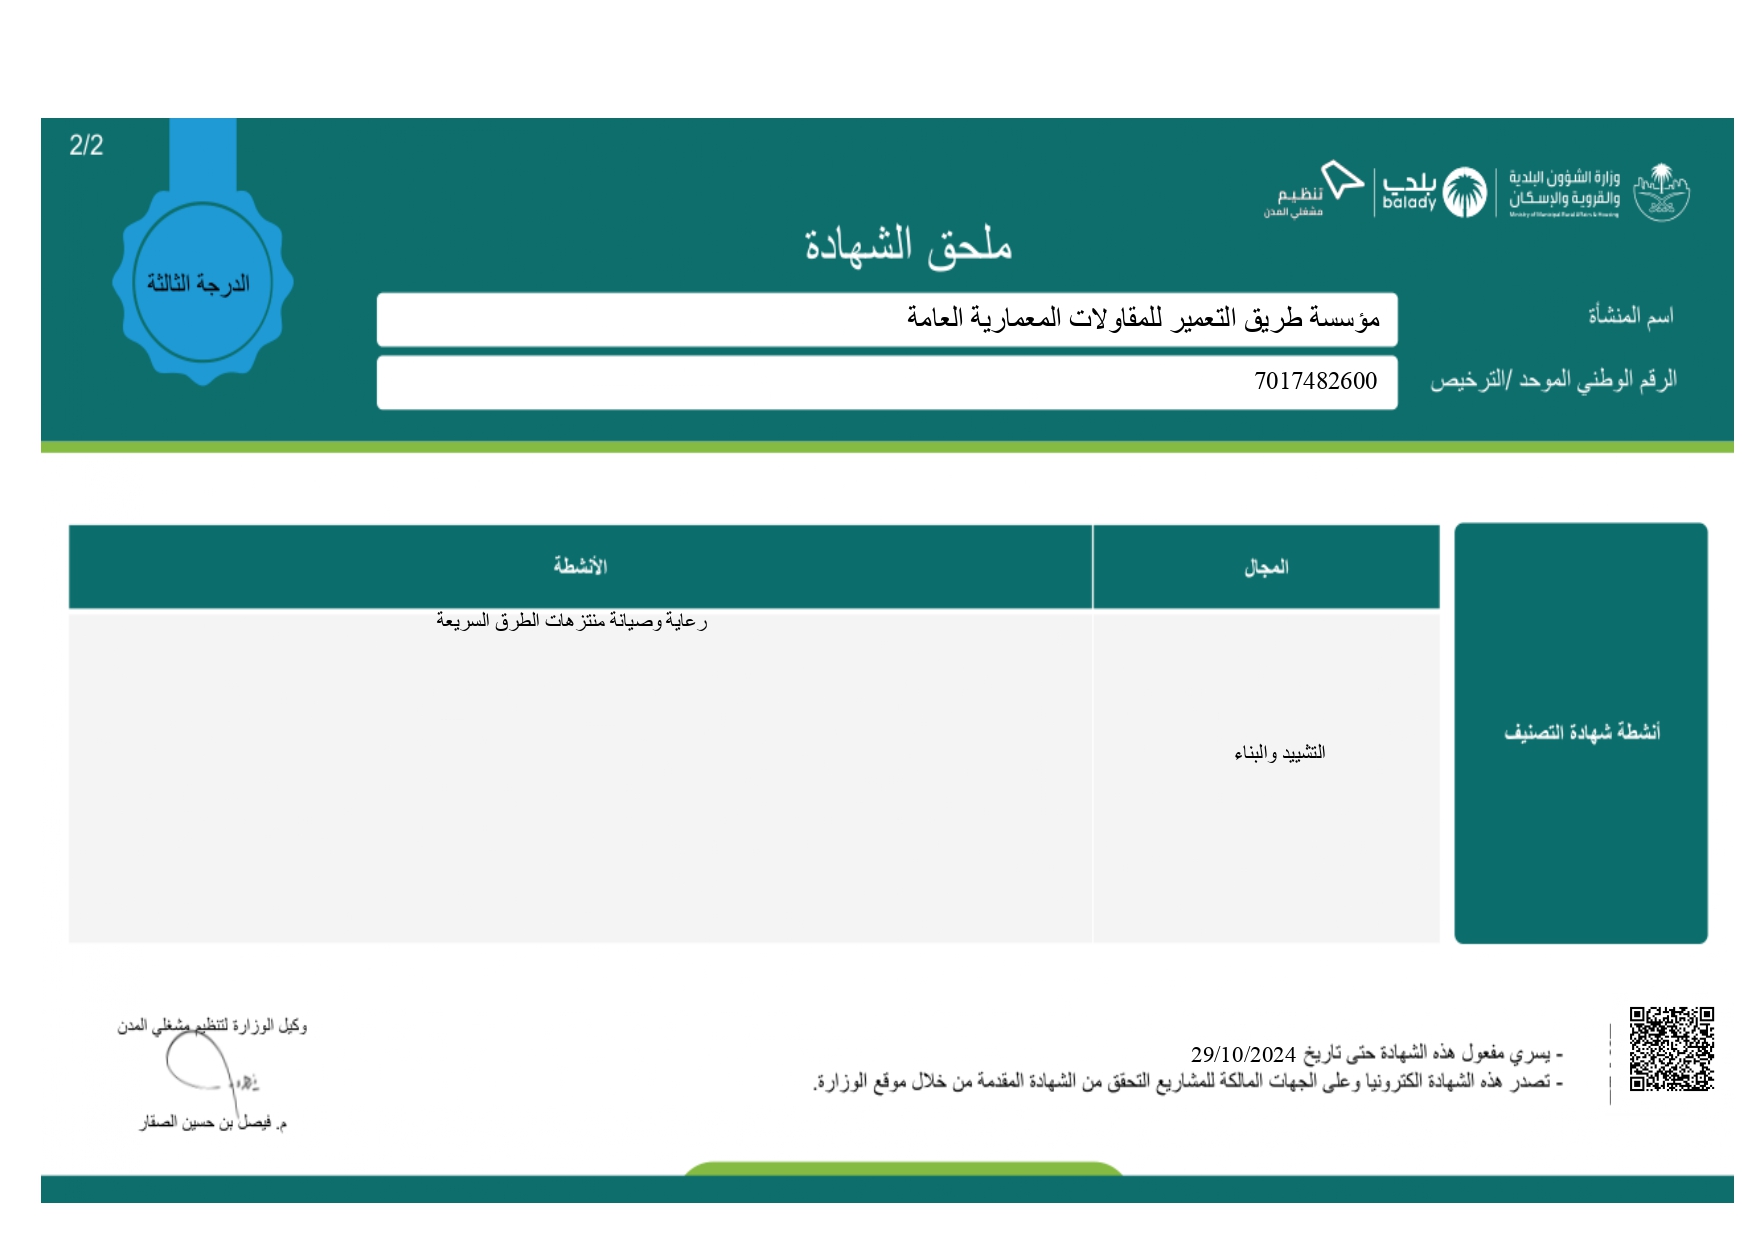 2/2
وزارة الشؤون البلدية
والقروية والإسكان
Ministry of Municipal Rural Affairs & Housing
بلدي
balady
تنظيم
مشغلي المدن
ملحق الشهادة
الدرجة الثالثة
اسم المنشأة
مؤسسة طريق التعمير للمقاولات المعمارية العامة
الرقم الوطني الموحد /الترخيص
7017482600
أنشطة شهادة التصنيف
المجال
الأنشطة
التشييد والبناء
رعاية وصيانة منتزهات الطرق السريعة
- يسري مفعول هذه الشهادة حتى تاريخ 29/10/2024
- تصدر هذه الشهادة الكترونيا وعلى الجهات المالكة للمشاريع التحقق من الشهادة المقدمة من خلال موقع الوزارة.
وكيل الوزارة لتنظيم مشغلي المدن
م. فيصل بن حسين الصقار